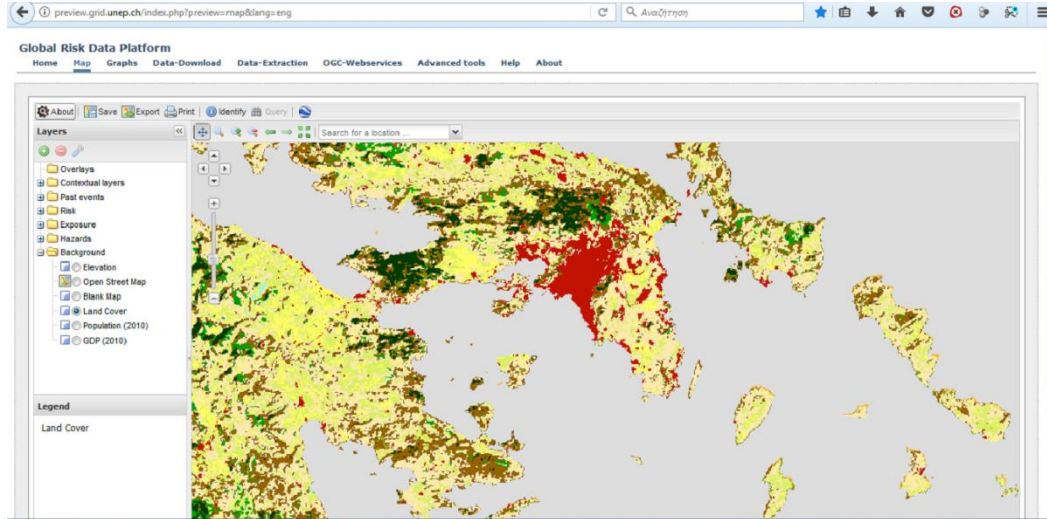 preview.grid.unep.ch/index.php?preview=map&lang=eng
Αναζήτηση
Global Risk Data Platform
Home Map Graphs Data-Download Data-Extraction OGC-Webservices Advanced tools Help About
About Save Export Print Identify Query
Layers
Search for a location ...
Overlays
Contextual layers
Past events
Risk
Exposure
Hazards
Background
Elevation
Open Street Map
Blank Map
Land Cover
Population (2010)
GDP (2010)
Legend
Land Cover